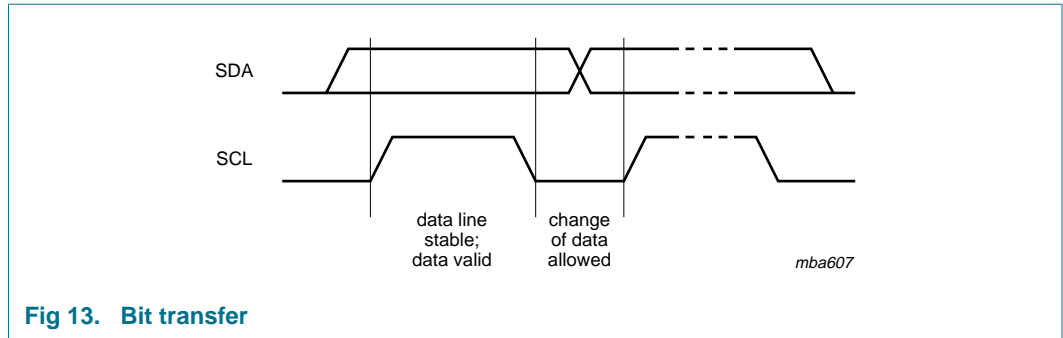 SDA
SCL
data line
stable;
data valid
change
of data
allowed
mba607
Fig 13. Bit transfer